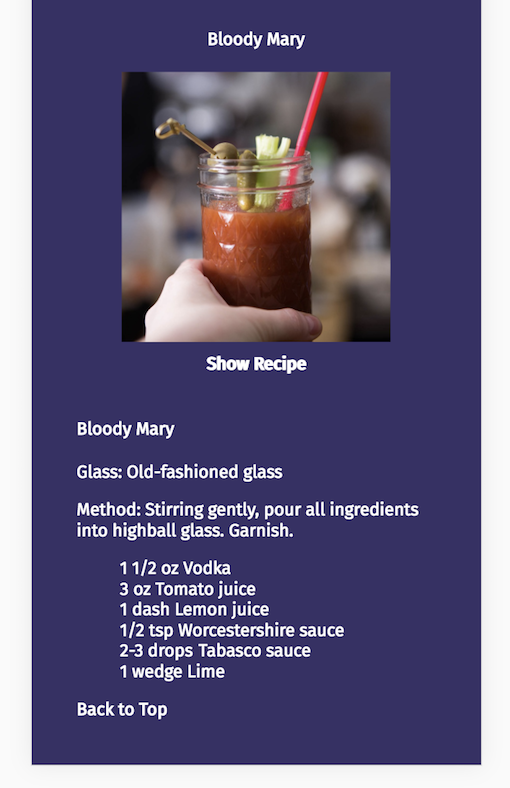 Bloody Mary
Show Recipe
Bloody Mary
Glass: Old-fashioned glass
Method: Stirring gently, pour all ingredients
into highball glass. Garnish.
1 1/2 oz Vodka
3 oz Tomato juice
1 dash Lemon juice
1/2 tsp Worcestershire sauce
2-3 drops Tabasco sauce
1 wedge Lime
Back to Top